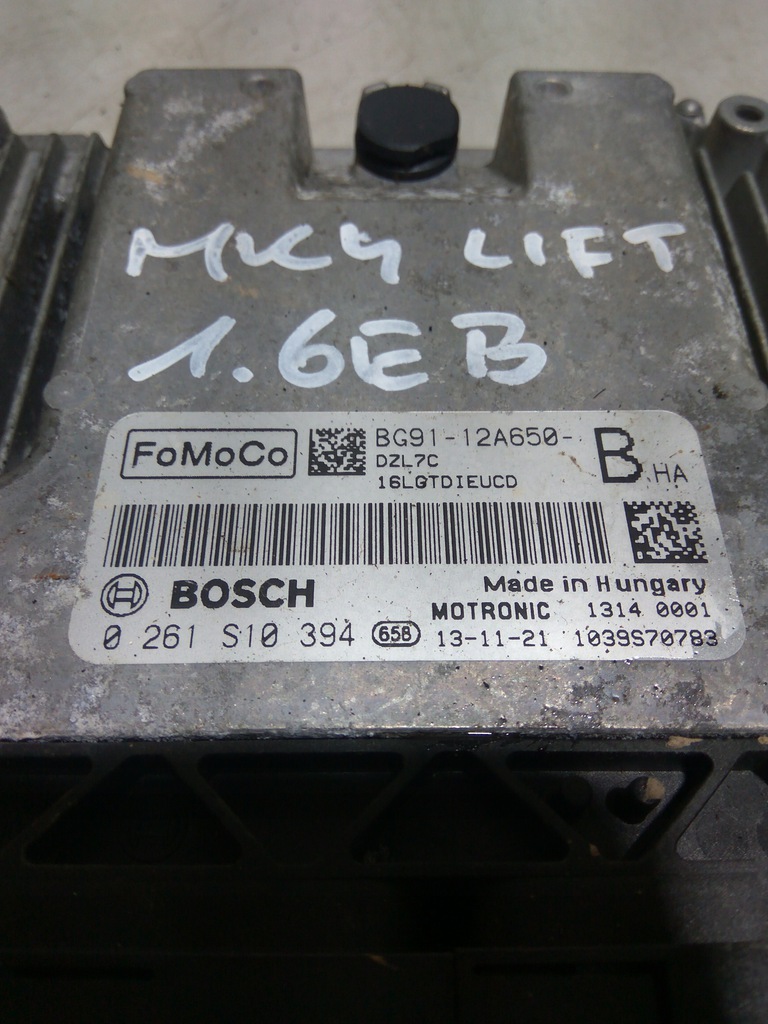 MK4 LIFT
1.6EB
FoMoCo BG91-12A650- B HA
DZL7C
16LGTDIEUCD
BOSCH Made in Hungary
MOTRONIC 1314 0001
0 261 S10 394 658 13-11-21 1039S70783